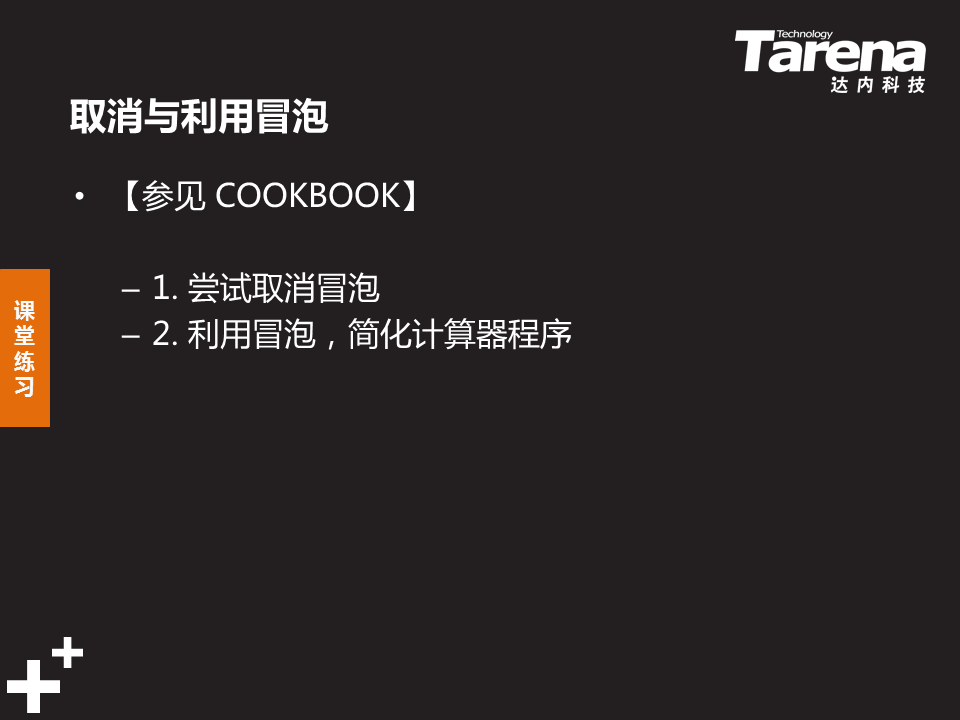 Technology
Tarena
达内科技
取消与利用冒泡
• 【参见 COOKBOOK】
– 1. 尝试取消冒泡
– 2. 利用冒泡，简化计算器程序
课
堂
练
习